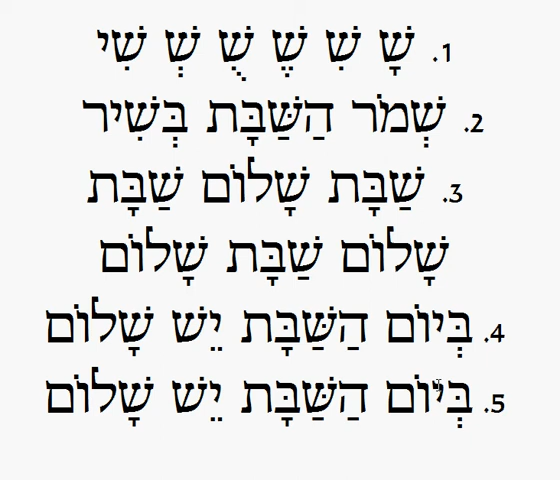 1. שָׁ שִׁ שֶׁ שֻׁ שְׁ שִׁי
2. שְׁמֹר הַשַּׁבָּת בְּשִׁיר
3. שַׁבָּת שָׁלוֹם שַׁבָּת
שָׁלוֹם שַׁבָּת שָׁלוֹם
4. בְּיוֹם הַשַּׁבָּת יֵשׁ שָׁלוֹם
5. בְּיוֹם הַשַּׁבָּת יֵשׁ שָׁלוֹם